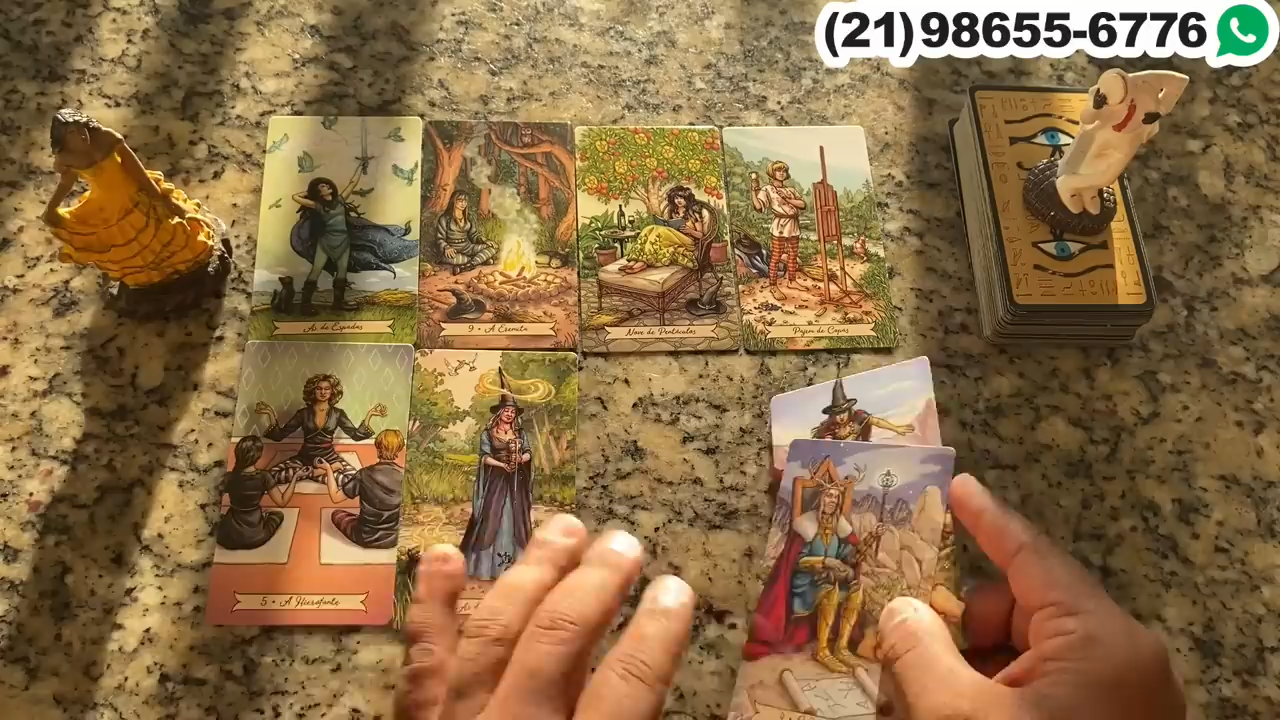 (21)98655-6776
Ás de Espadas
9 • A Eremita
Nove de Pentáculos
Pajem de Copas
5 • A Hierofante